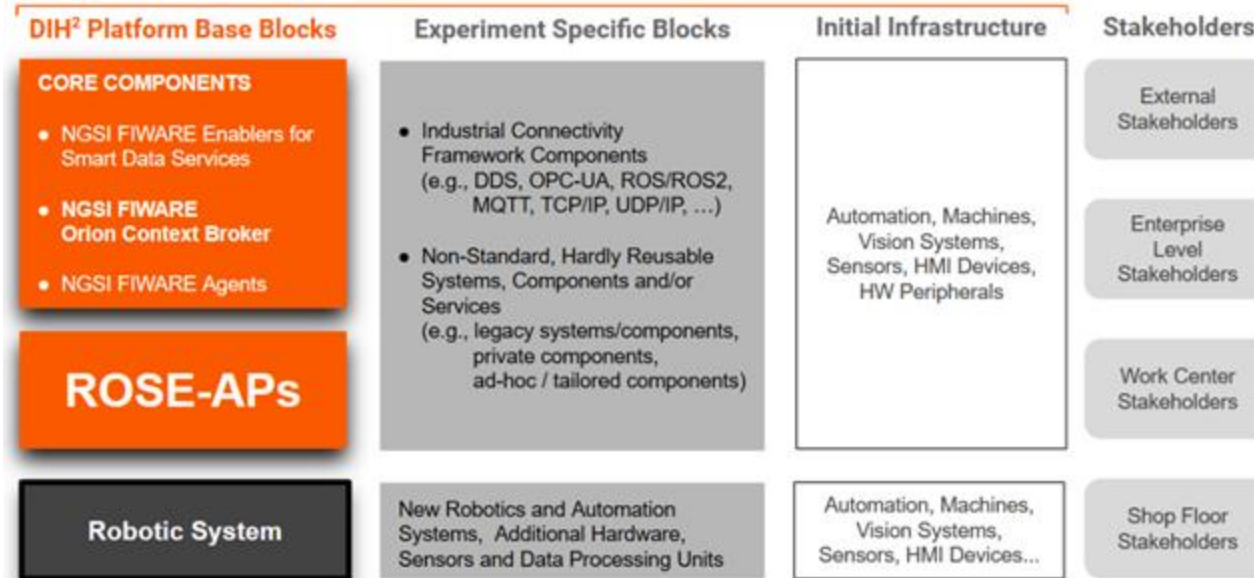 DIH² Platform Base Blocks
Experiment Specific Blocks
Initial Infrastructure
Stakeholders
CORE COMPONENTS
● NGSI FIWARE Enablers for
Smart Data Services
● NGSI FIWARE
Orion Context Broker
● NGSI FIWARE Agents
ROSE-APs
Robotic System
● Industrial Connectivity
Framework Components
(e.g., DDS, OPC-UA, ROS/ROS2,
MQTT, TCP/IP, UDP/IP, …)
● Non-Standard, Hardly Reusable
Systems, Components and/or
Services
(e.g., legacy systems/components,
private components,
ad-hoc / tailored components)
New Robotics and Automation
Systems, Additional Hardware,
Sensors and Data Processing Units
Automation, Machines,
Vision Systems,
Sensors, HMI Devices,
HW Peripherals
Automation, Machines,
Vision Systems,
Sensors, HMI Devices...
External
Stakeholders
Enterprise
Level
Stakeholders
Work Center
Stakeholders
Shop Floor
Stakeholders